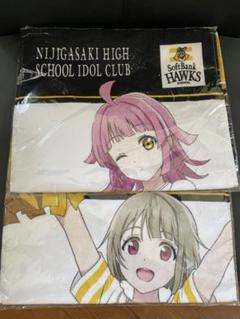 NIJIGASAKI HIGH
SCHOOL IDOL CLUB
SoftBank
HAWKS